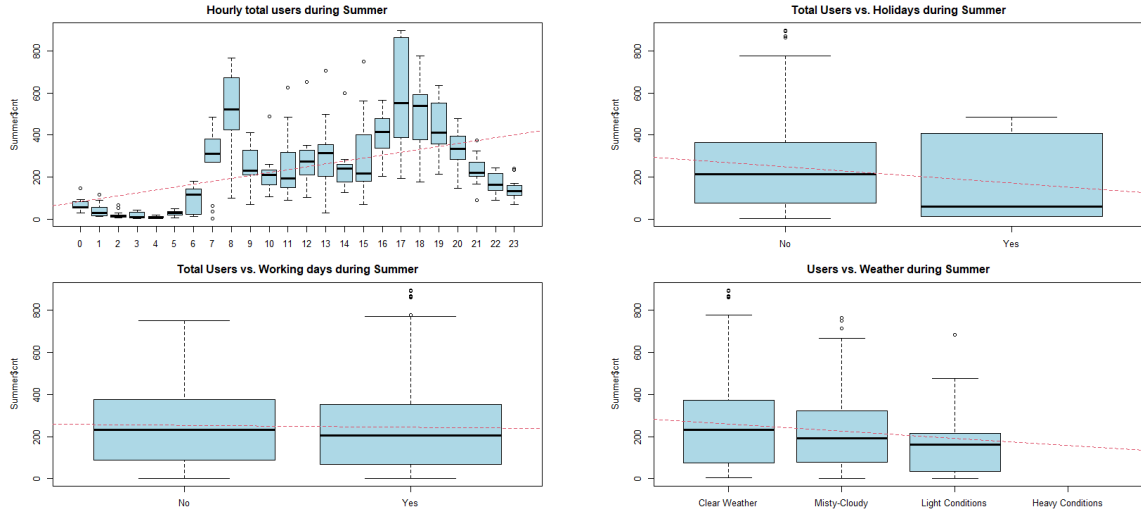 Hourly total users during Summer
Summer$cnt
0 200 400 600 800
0 1 2 3 4 5 6 7 8 9 10 11 12 13 14 15 16 17 18 19 20 21 22 23
Total Users vs. Holidays during Summer
Summer$cnt
0 200 400 600 800
No Yes
Total Users vs. Working days during Summer
Summer$cnt
0 200 400 600 800
No Yes
Users vs. Weather during Summer
Summer$cnt
0 200 400 600 800
Clear Weather Misty-Cloudy Light Conditions Heavy Conditions